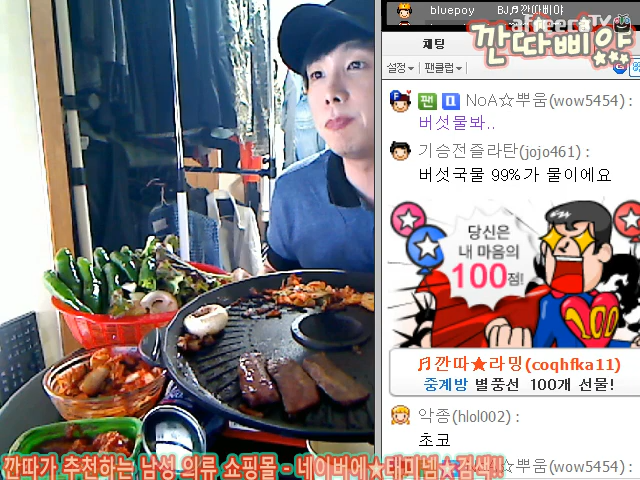 bluepoy BJ♬깐따삐야
afreecaTV
깐따삐야
채팅
설정 팬클럽
F 팬 NoA☆뿌움(wow5454) :
버섯물봐..
기승전즐라탄(jojo461) :
버섯국물 99%가 물이에요
당신은
내 마음의
100점!
100
♬깐따★라밍(coqhfka11)
중계방 별풍선 100개 선물!
악종(hlol002) :
초코
뿌움(wow5454) :
깐따가 추천하는 남성 의류 쇼핑몰 - 네이버에★태미넴★검색!!